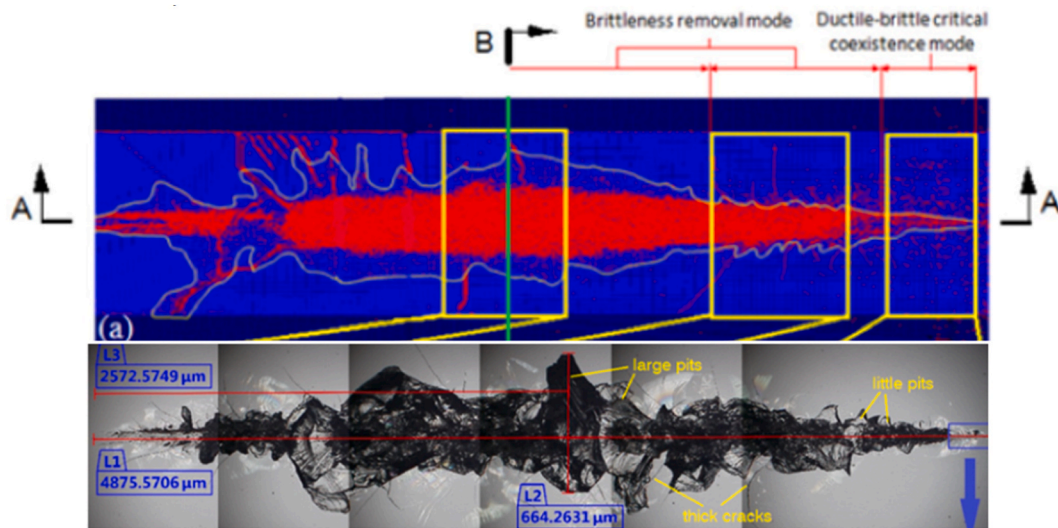 Brittleness removal mode
Ductile-brittle critical
coexistence mode
B
A
A
(a)
L3
2572.5749 μm
large pits
little pits
L1
4875.5706 μm
L2
664.2631 μm
thick cracks